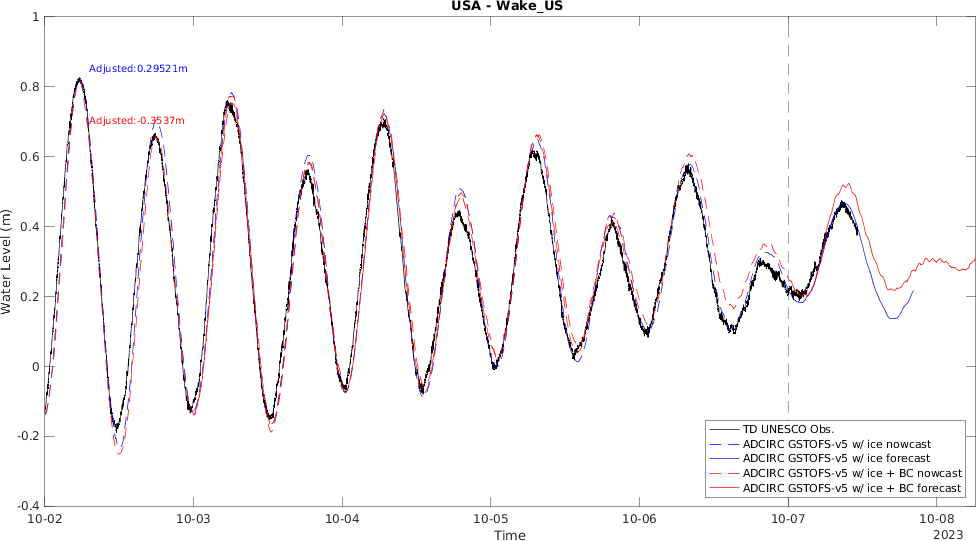 USA - Wake_US
1
0.8
0.6
0.4
0.2
0
-0.2
-0.4
Water Level (m)
Adjusted:0.29521m
Adjusted:-0.3537m
TD UNESCO Obs.
ADCIRC GSTOFS-v5 w/ ice nowcast
ADCIRC GSTOFS-v5 w/ ice forecast
ADCIRC GSTOFS-v5 w/ ice + BC nowcast
ADCIRC GSTOFS-v5 w/ ice + BC forecast
10-02 10-03 10-04 10-05 10-06 10-07 10-08
Time
2023